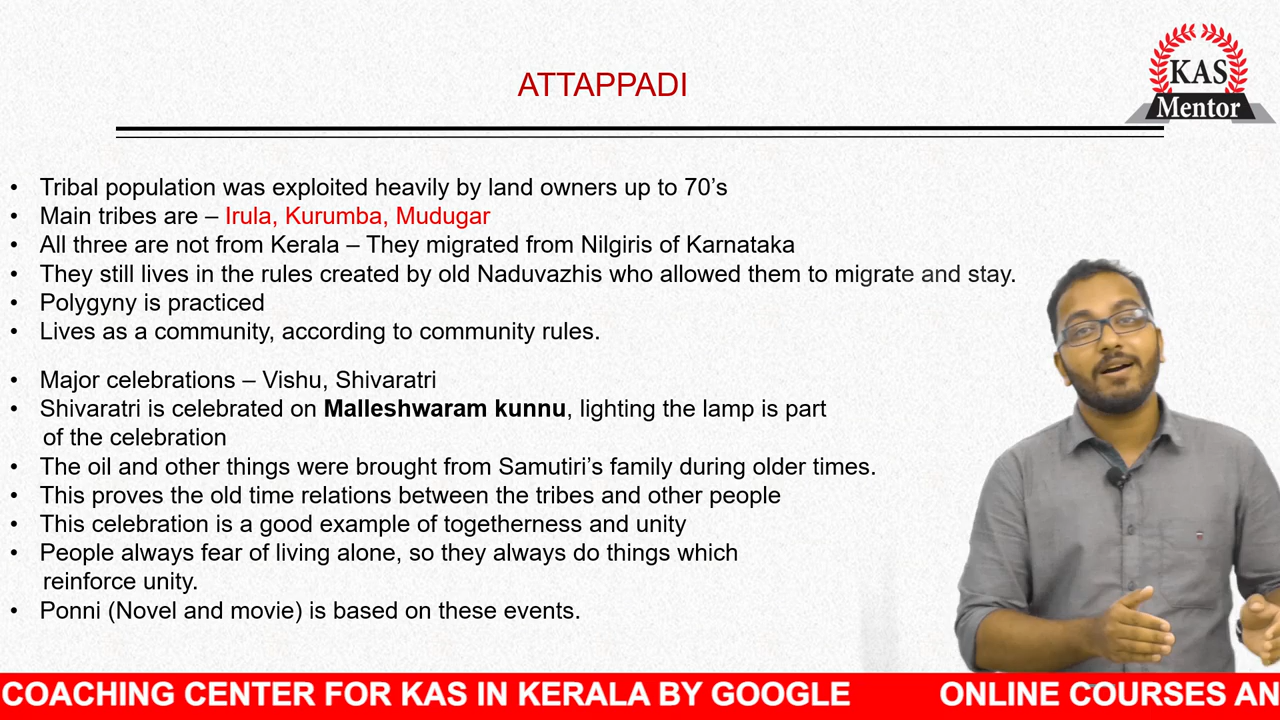 ATTAPPADI
KAS
Mentor
• Tribal population was exploited heavily by land owners up to 70’s
• Main tribes are – Irula, Kurumba, Mudugar
• All three are not from Kerala – They migrated from Nilgiris of Karnataka
• They still lives in the rules created by old Naduvazhis who allowed them to migrate and stay.
• Polygyny is practiced
• Lives as a community, according to community rules.
• Major celebrations – Vishu, Shivaratri
• Shivaratri is celebrated on Malleshwaram kunnu, lighting the lamp is part
of the celebration
• The oil and other things were brought from Samutiri’s family during older times.
• This proves the old time relations between the tribes and other people
• This celebration is a good example of togetherness and unity
• People always fear of living alone, so they always do things which
reinforce unity.
• Ponni (Novel and movie) is based on these events.
COACHING CENTER FOR KAS IN KERALA BY GOOGLE ONLINE COURSES AN